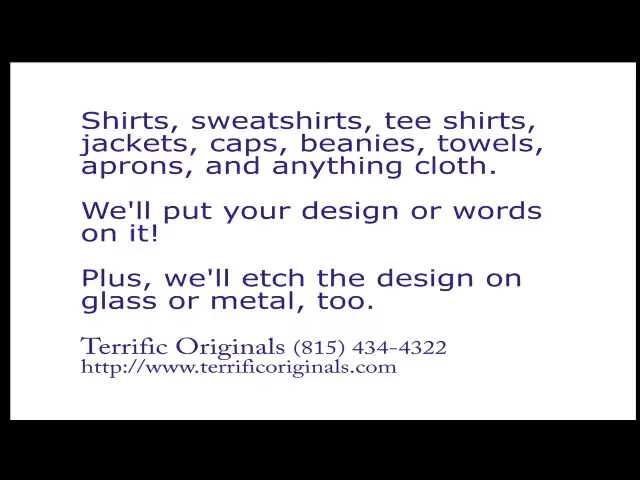 Shirts, sweatshirts, tee shirts,
jackets, caps, beanies, towels,
aprons, and anything cloth.
We'll put your design or words
on it!
Plus, we'll etch the design on
glass or metal, too.
Terrific Originals (815) 434-4322
http://www.terrificoriginals.com